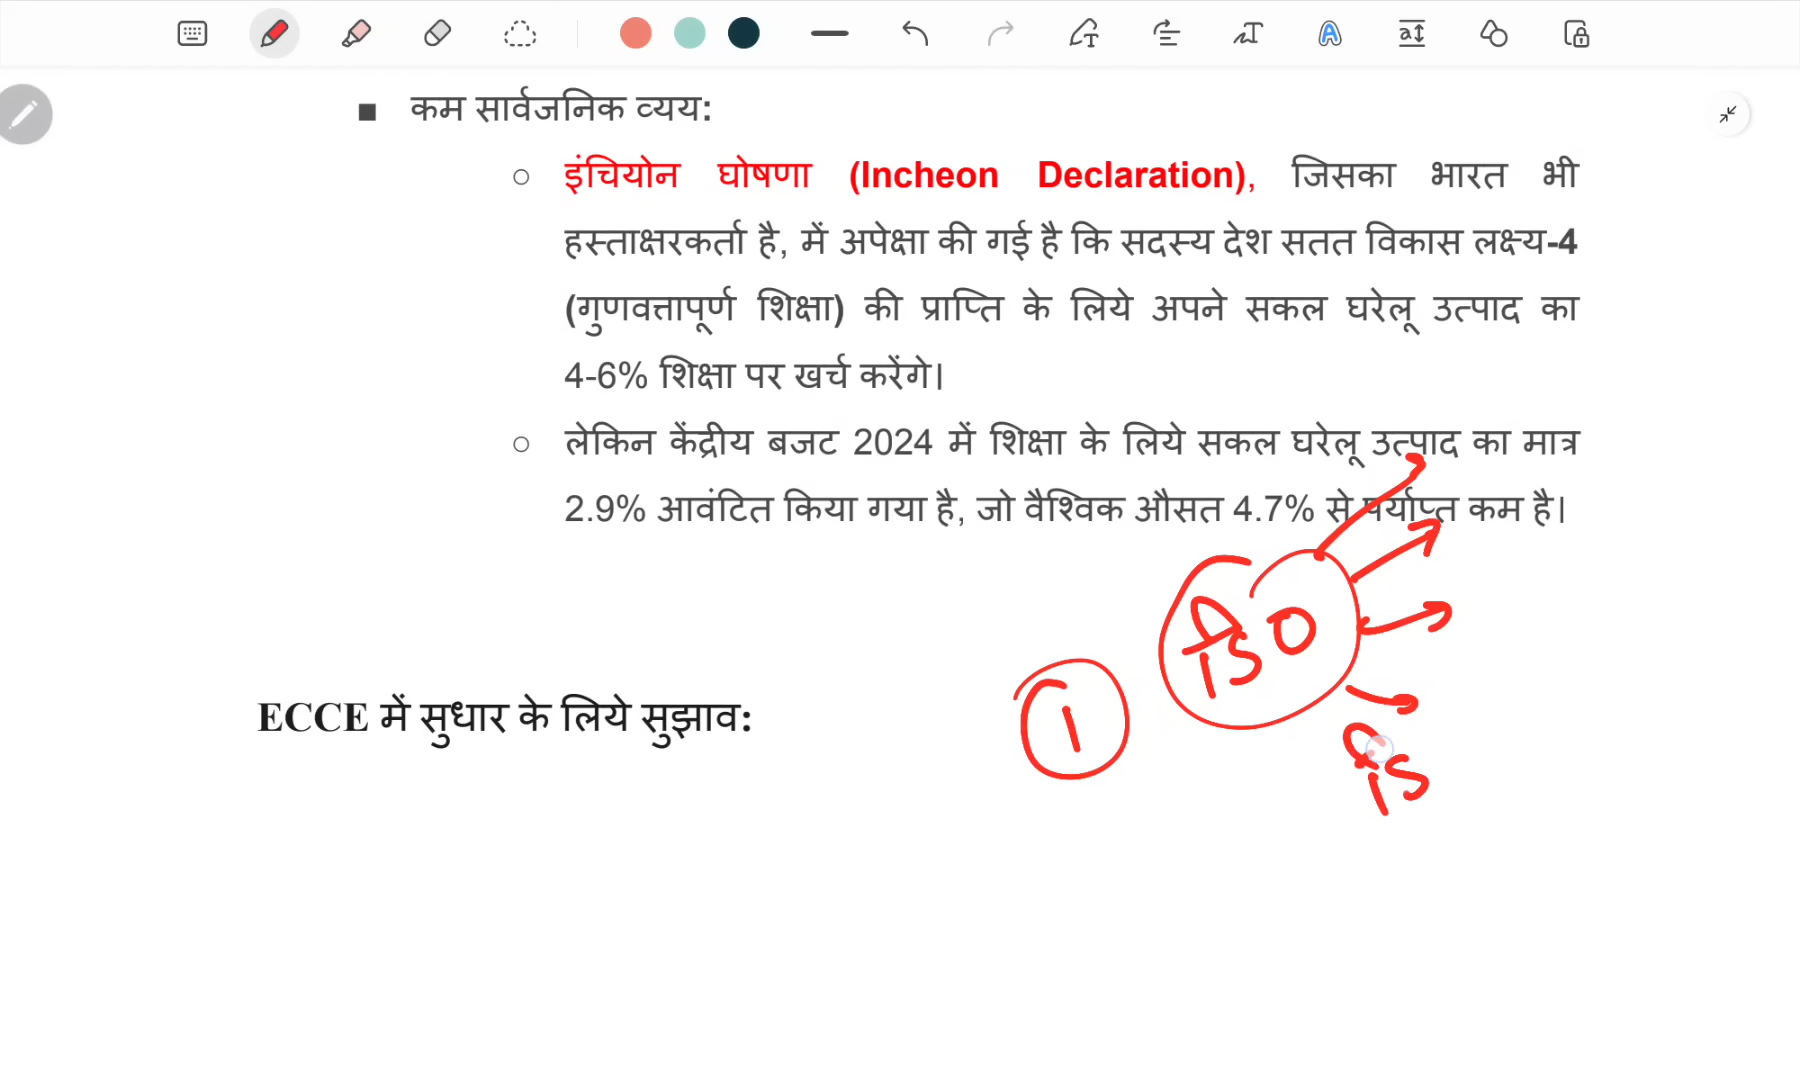 ■ कम सार्वजनिक व्यय:
○ इंचियोन घोषणा (Incheon Declaration), जिसका भारत भी
हस्ताक्षरकर्ता है, में अपेक्षा की गई है कि सदस्य देश सतत विकास लक्ष्य-4
(गुणवत्तापूर्ण शिक्षा) की प्राप्ति के लिये अपने सकल घरेलू उत्पाद का
4-6% शिक्षा पर खर्च करेंगे।
○ लेकिन केंद्रीय बजट 2024 में शिक्षा के लिये सकल घरेलू उत्पाद का मात्र
2.9% आवंटित किया गया है, जो वैश्विक औसत 4.7% से पर्याप्त कम है।
1
ECCE में सुधार के लिये सुझाव: